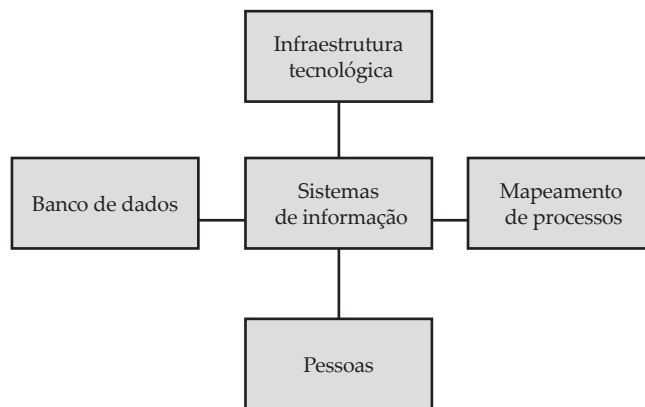 Infraestrutura
tecnológica
Banco de dados
Sistemas
de informação
Mapeamento
de processos
Pessoas